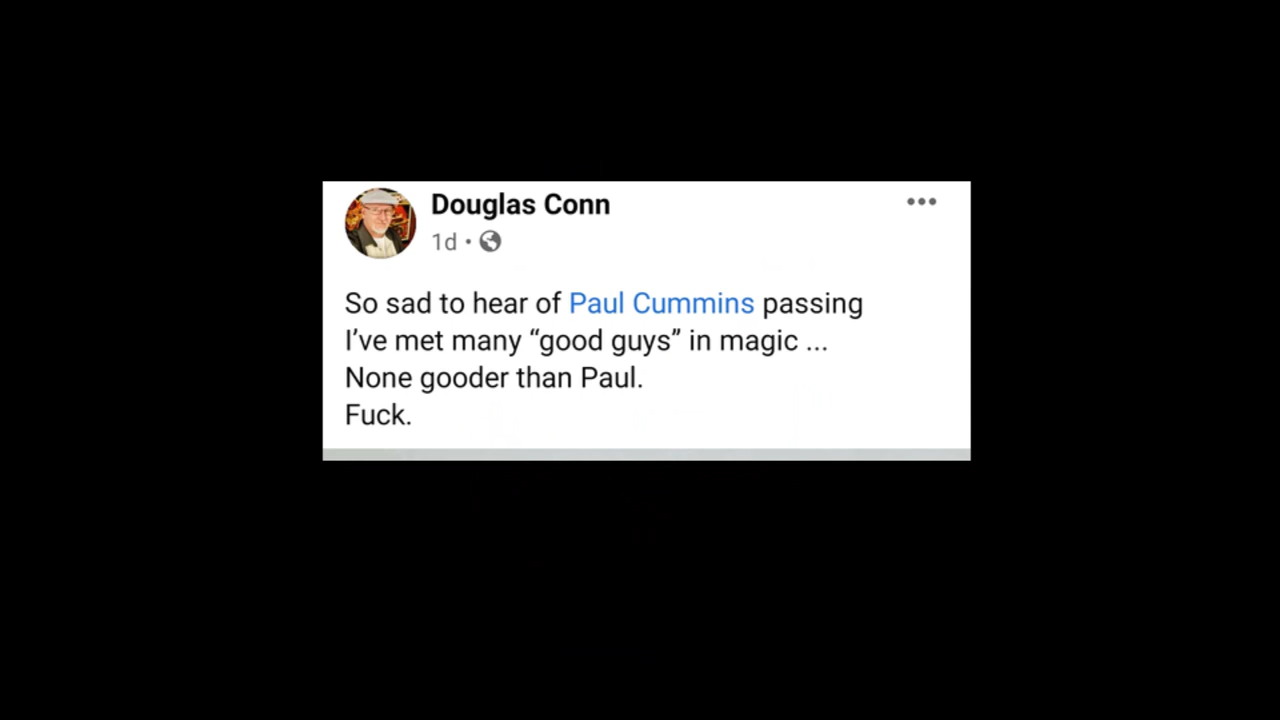 Douglas Conn
1d •
So sad to hear of Paul Cummins passing
I’ve met many “good guys” in magic ...
None gooder than Paul.
Fuck.